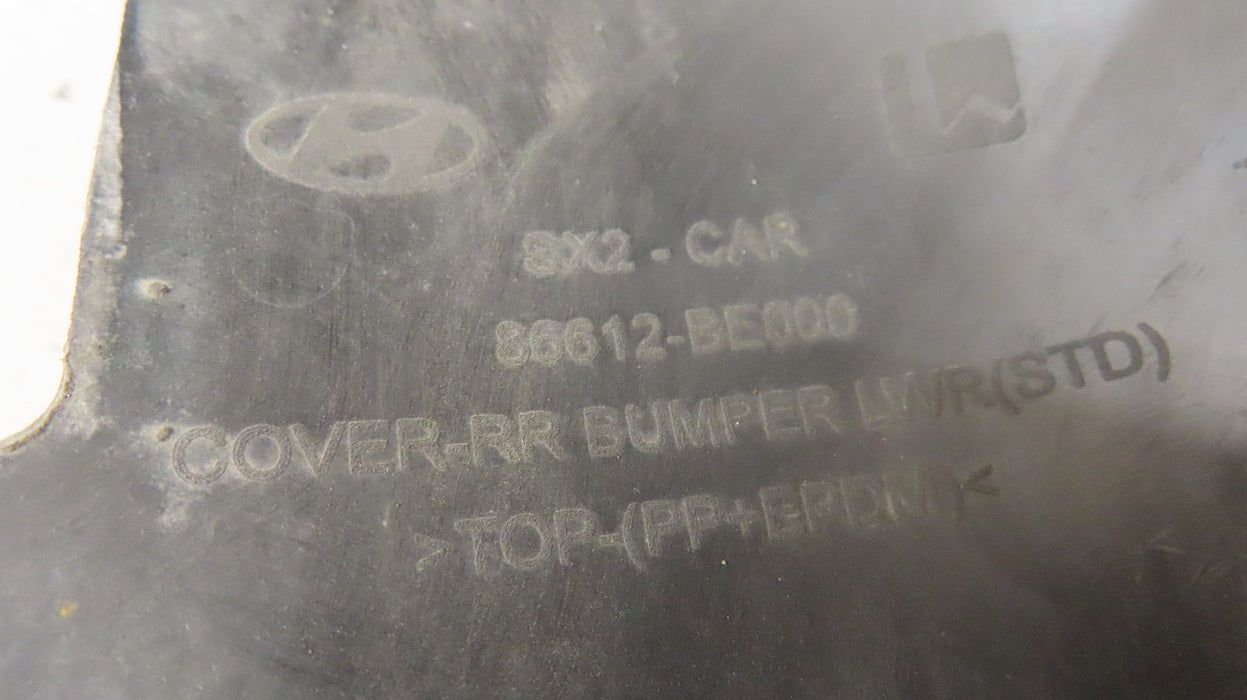 SX2 - CAR
86612-BE000
COVER-RR BUMPER LWR(STD)
>TOP-(PP+EPDM)<